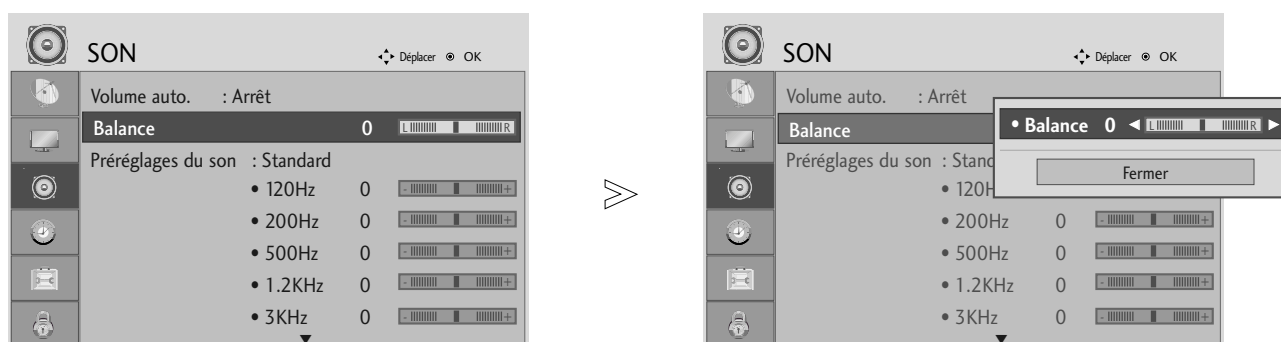 SON
Déplacer OK
Volume auto. : Arrêt
Balance 0 L R
Préréglages du son : Standard
• 120Hz 0 - +
• 200Hz 0 - +
• 500Hz 0 - +
• 1.2KHz 0 - +
• 3KHz 0 - +
SON
Déplacer OK
Volume auto. : Arrêt
Balance
Préréglages du son : Stand
• 120H
• 200Hz 0 - +
• 500Hz 0 - +
• 1.2KHz 0 - +
• 3KHz 0 - +
• Balance 0 ◄ L R ►
Fermer